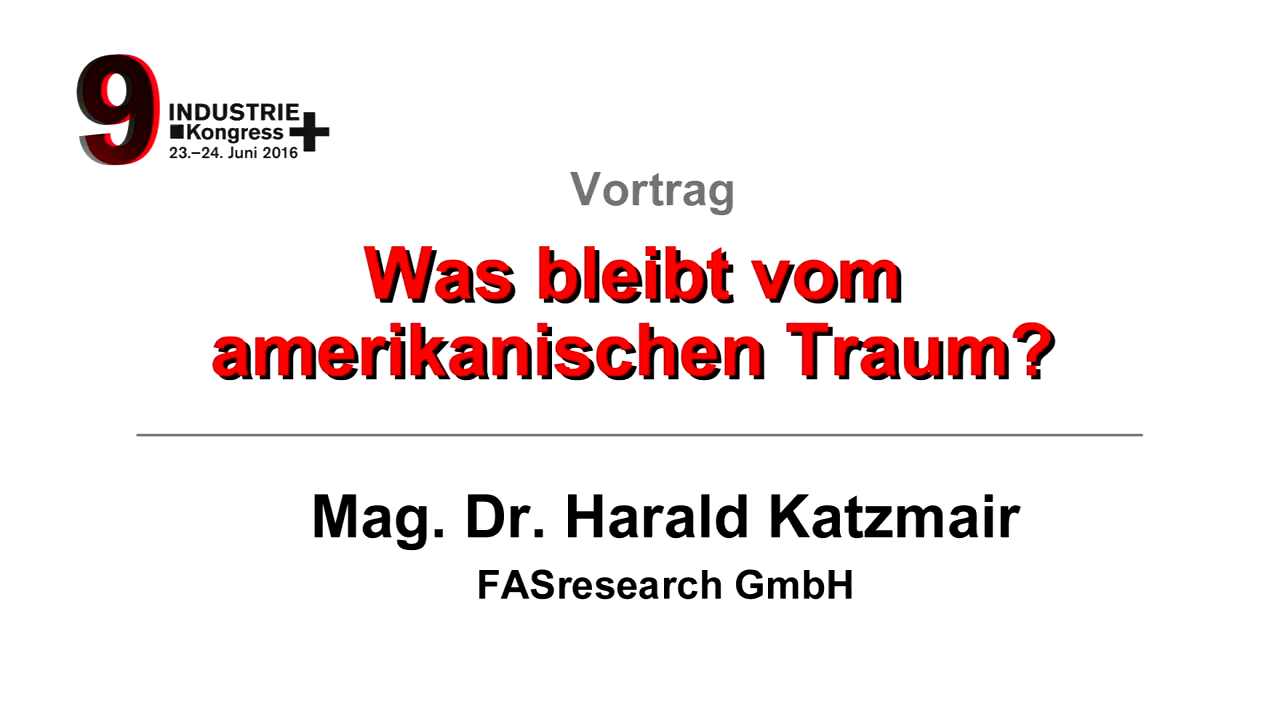 9
INDUSTRIE
Kongress+
23.–24. Juni 2016
Vortrag
Was bleibt vom
amerikanischen Traum?
Mag. Dr. Harald Katzmair
FASresearch GmbH